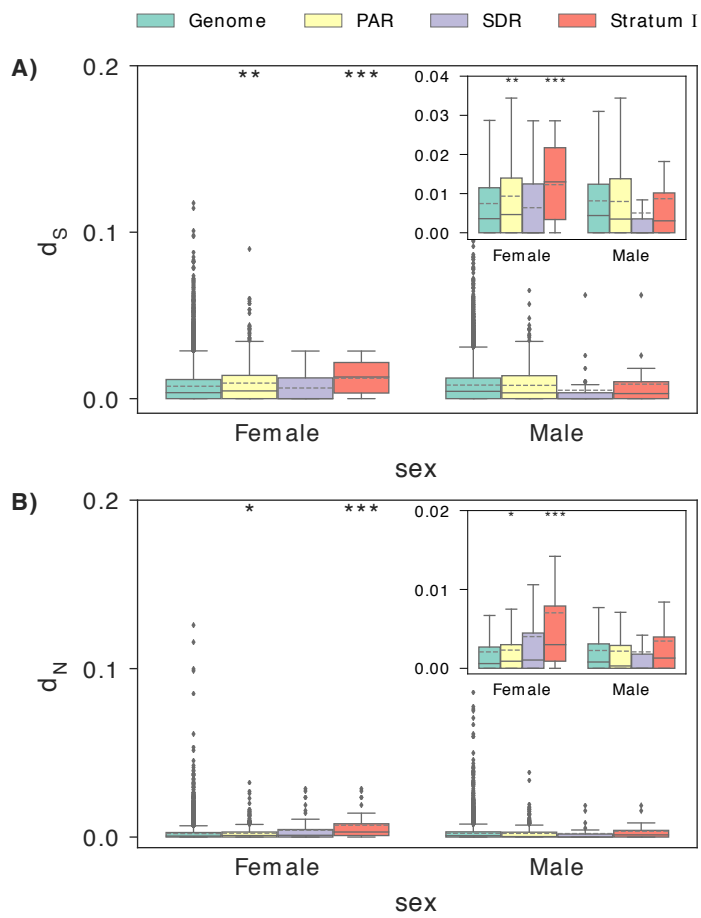 Genome PAR SDR Stratum I
A)
0.2
** ***
0.04
** ***
0.03
0.02
0.01
0.00
Female Male
0.1
d_S
0.0
Female Male
sex
B)
0.2
* ***
0.02
* ***
0.01
0.00
Female Male
0.1
d_N
0.0
Female Male
sex